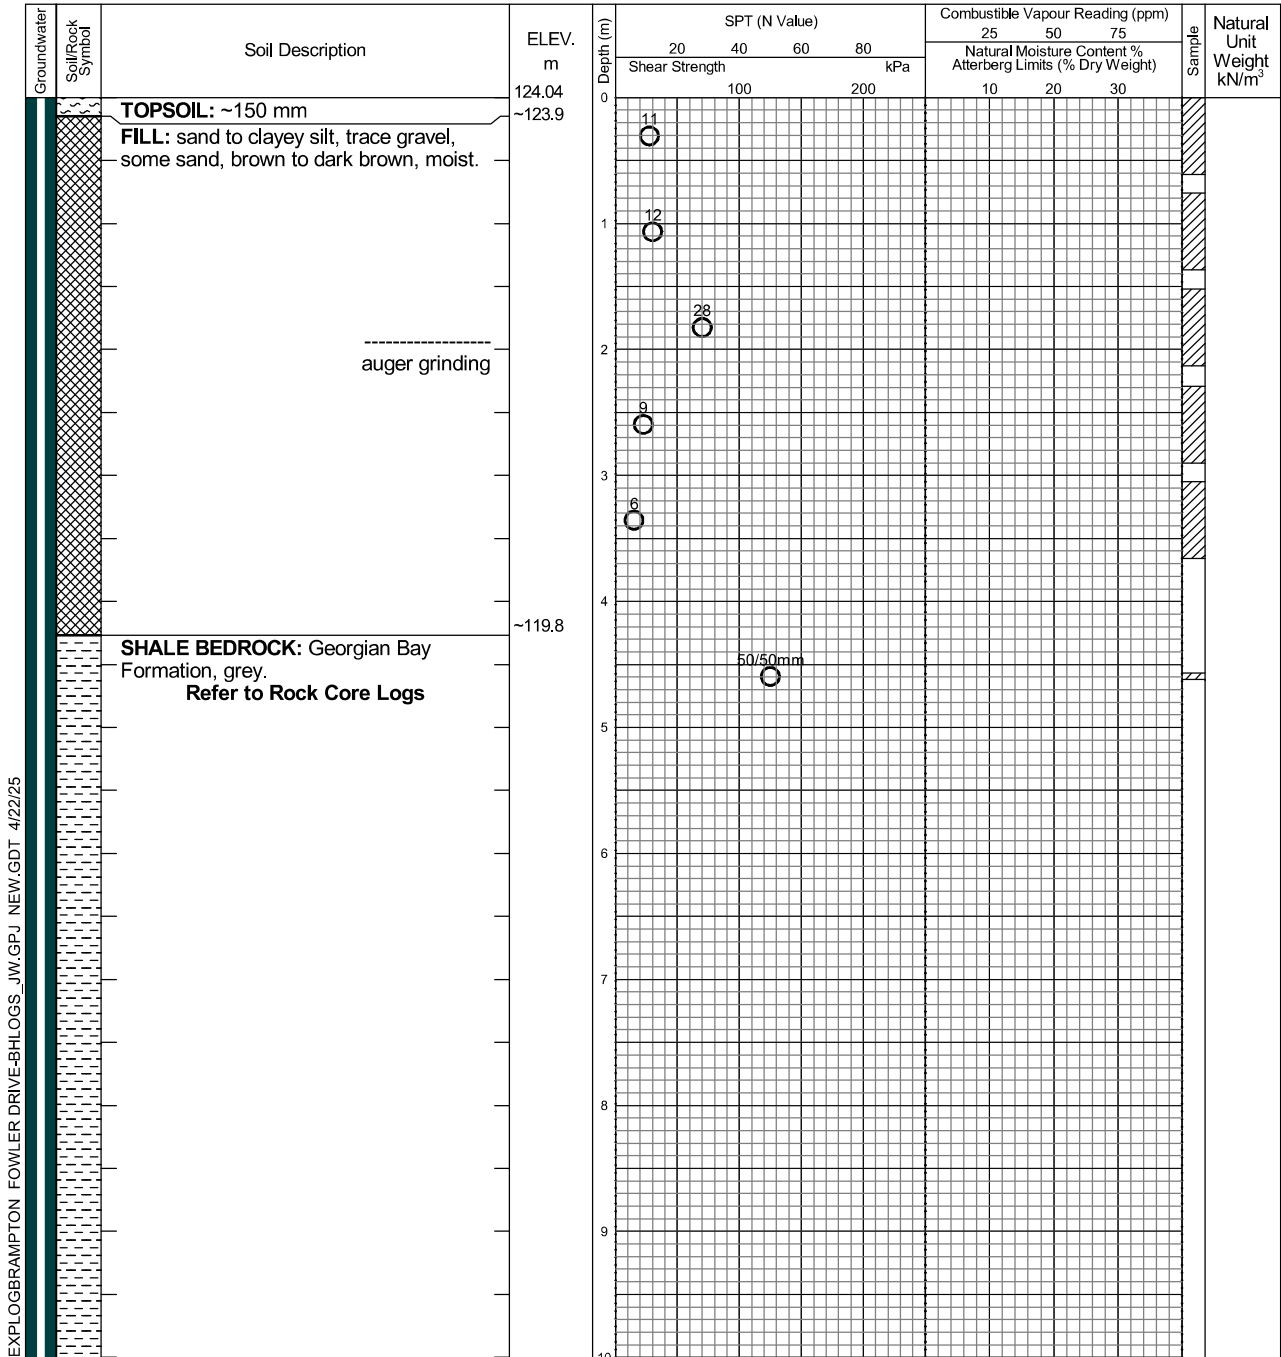 Groundwater
Soil/Rock
Symbol
Soil Description
ELEV.
m
124.04
Depth (m)
SPT (N Value)
20 40 60 80
Shear Strength kPa
100 200
Combustible Vapour Reading (ppm)
25 50 75
Natural Moisture Content %
Atterberg Limits (% Dry Weight)
10 20 30
Sample
Natural
Unit
Weight
kN/m³
0
TOPSOIL: ~150 mm
~123.9
FILL: sand to clayey silt, trace gravel,
some sand, brown to dark brown, moist.
11
12
1
28
2
auger grinding
9
3
6
4
~119.8
SHALE BEDROCK: Georgian Bay
Formation, grey.
Refer to Rock Core Logs
50/50mm
5
6
7
8
9
10
EXPLOGBRAMPTON FOWLER DRIVE-BHLOGS_JW.GPJ NEW.GDT 4/22/25